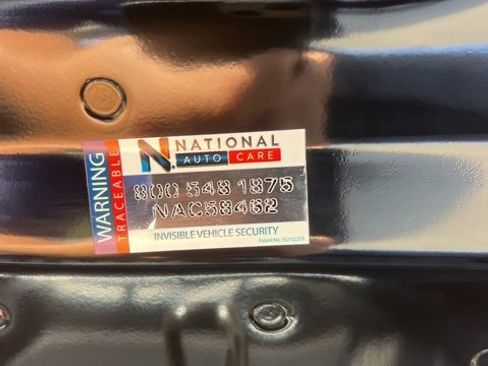 WARNING
TRACEABLE
N.
NATIONAL
AUTO CARE
800 548 1875
NAC58462
INVISIBLE VEHICLE SECURITY